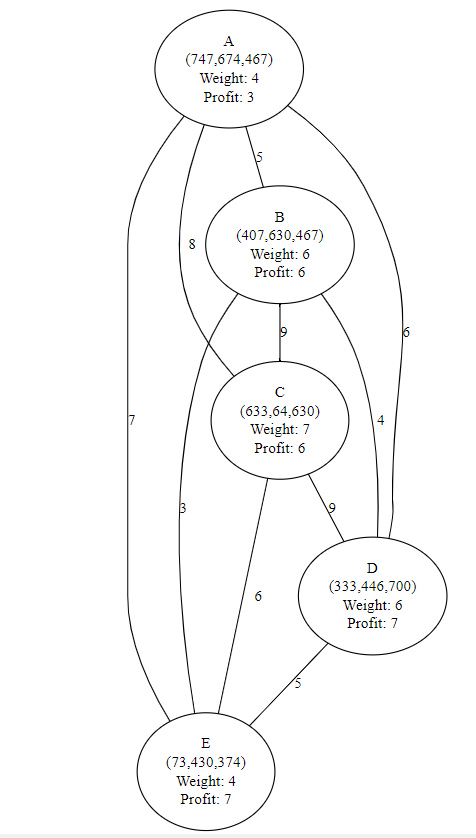 A
(747,674,467)
Weight: 4
Profit: 3
5
B
(407,630,467)
Weight: 6
Profit: 6
8
9
6
C
(633,64,630)
Weight: 7
Profit: 6
7
4
3
9
D
(333,446,700)
Weight: 6
Profit: 7
6
5
E
(73,430,374)
Weight: 4
Profit: 7